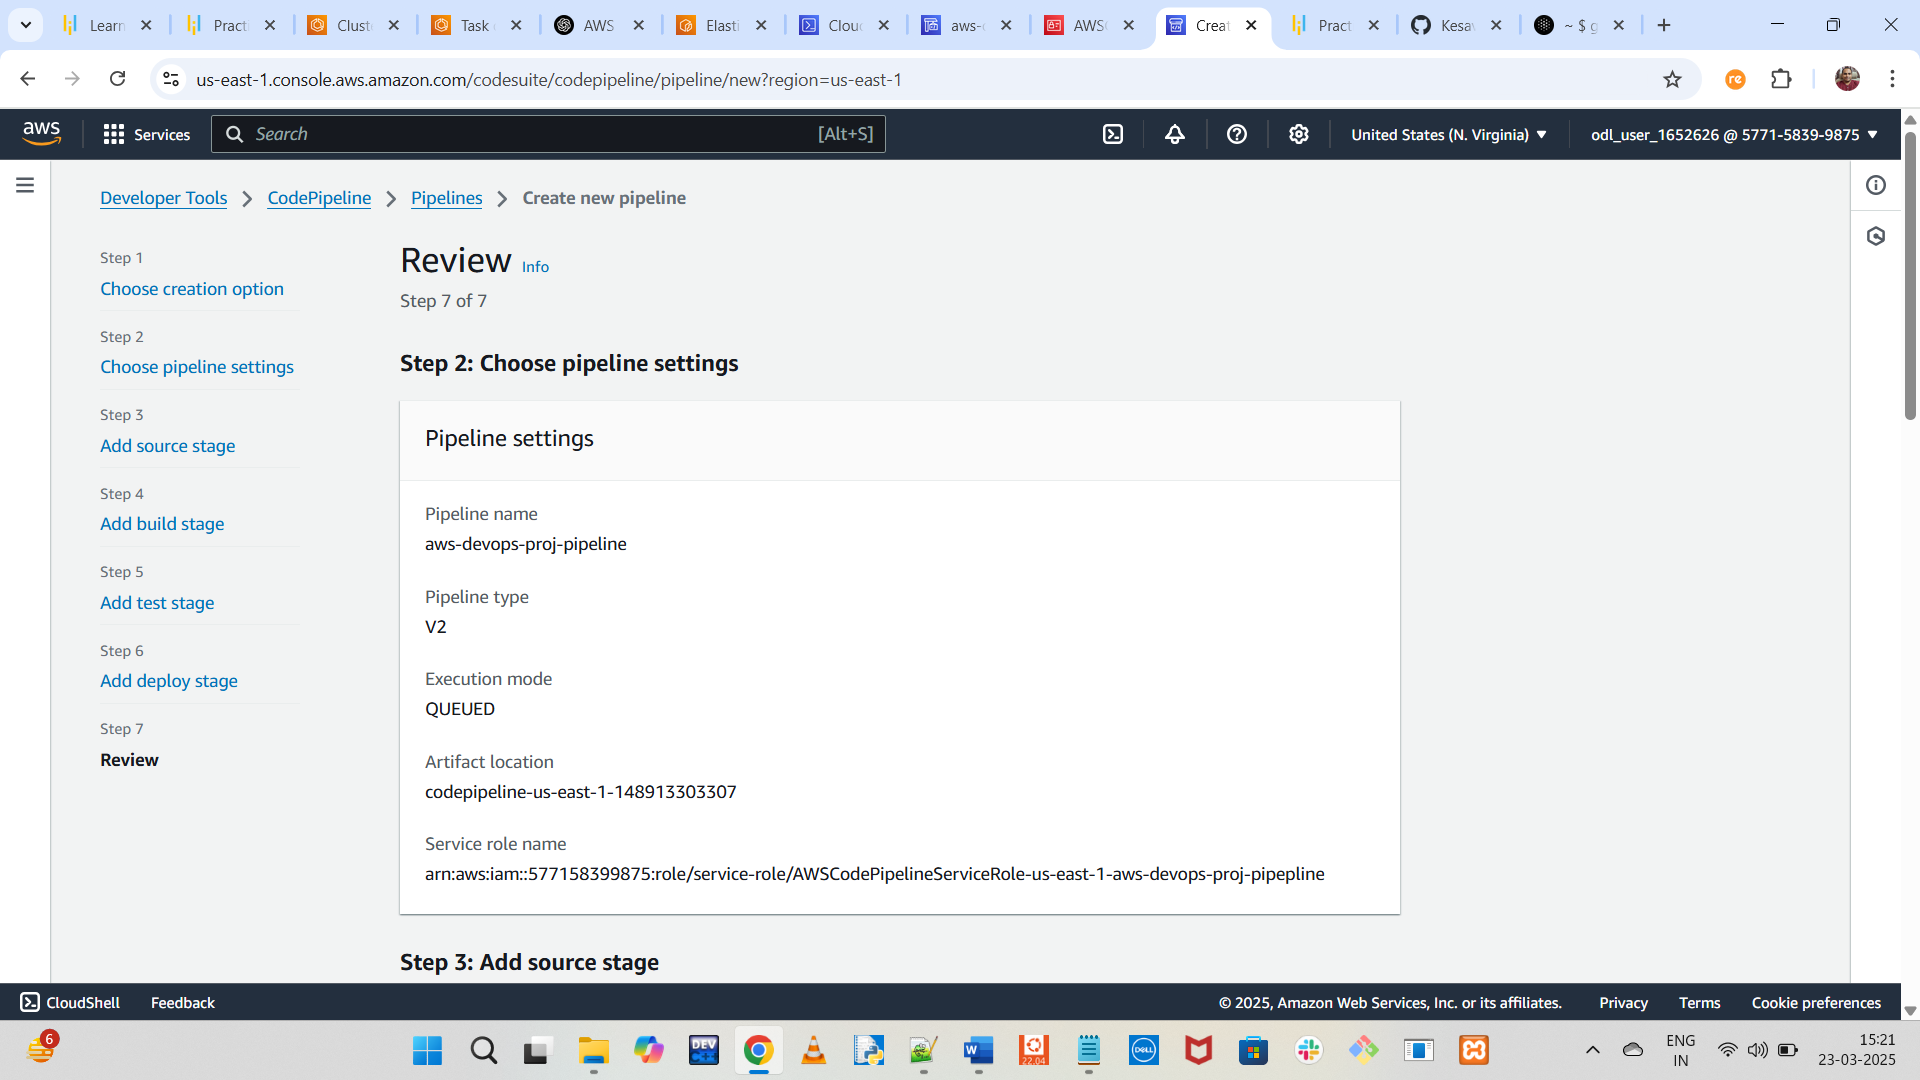 Learn
Practi
Cluste
Task
AWS
Elasti
Cloud
aws-
AWS
Creat
Pract
Kesa
~ $ g
us-east-1.console.aws.amazon.com/codesuite/codepipeline/pipeline/new?region=us-east-1
re
aws
Services
Search
[Alt+S]
United States (N. Virginia)
odl_user_1652626 @ 5771-5839-9875
Developer Tools
CodePipeline
Pipelines
Create new pipeline
Step 1
Choose creation option
Step 2
Choose pipeline settings
Step 3
Add source stage
Step 4
Add build stage
Step 5
Add test stage
Step 6
Add deploy stage
Step 7
Review
Review Info
Step 7 of 7
Step 2: Choose pipeline settings
Pipeline settings
Pipeline name
aws-devops-proj-pipeline
Pipeline type
V2
Execution mode
QUEUED
Artifact location
codepipeline-us-east-1-148913303307
Service role name
arn:aws:iam::577158399875:role/service-role/AWSCodePipelineServiceRole-us-east-1-aws-devops-proj-pipepline
Step 3: Add source stage
CloudShell
Feedback
© 2025, Amazon Web Services, Inc. or its affiliates.
Privacy
Terms
Cookie preferences
6
DEV
C++
W
22.04
DELL
ENG
IN
15:21
23-03-2025